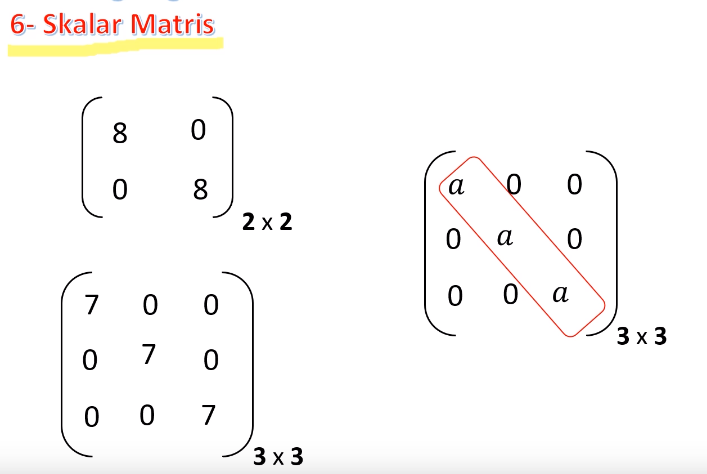 6- Skalar Matris
8 0
0 8
2 x 2
7 0 0
0 7 0
0 0 7
3 x 3
a 0 0
0 a 0
0 0 a
3 x 3